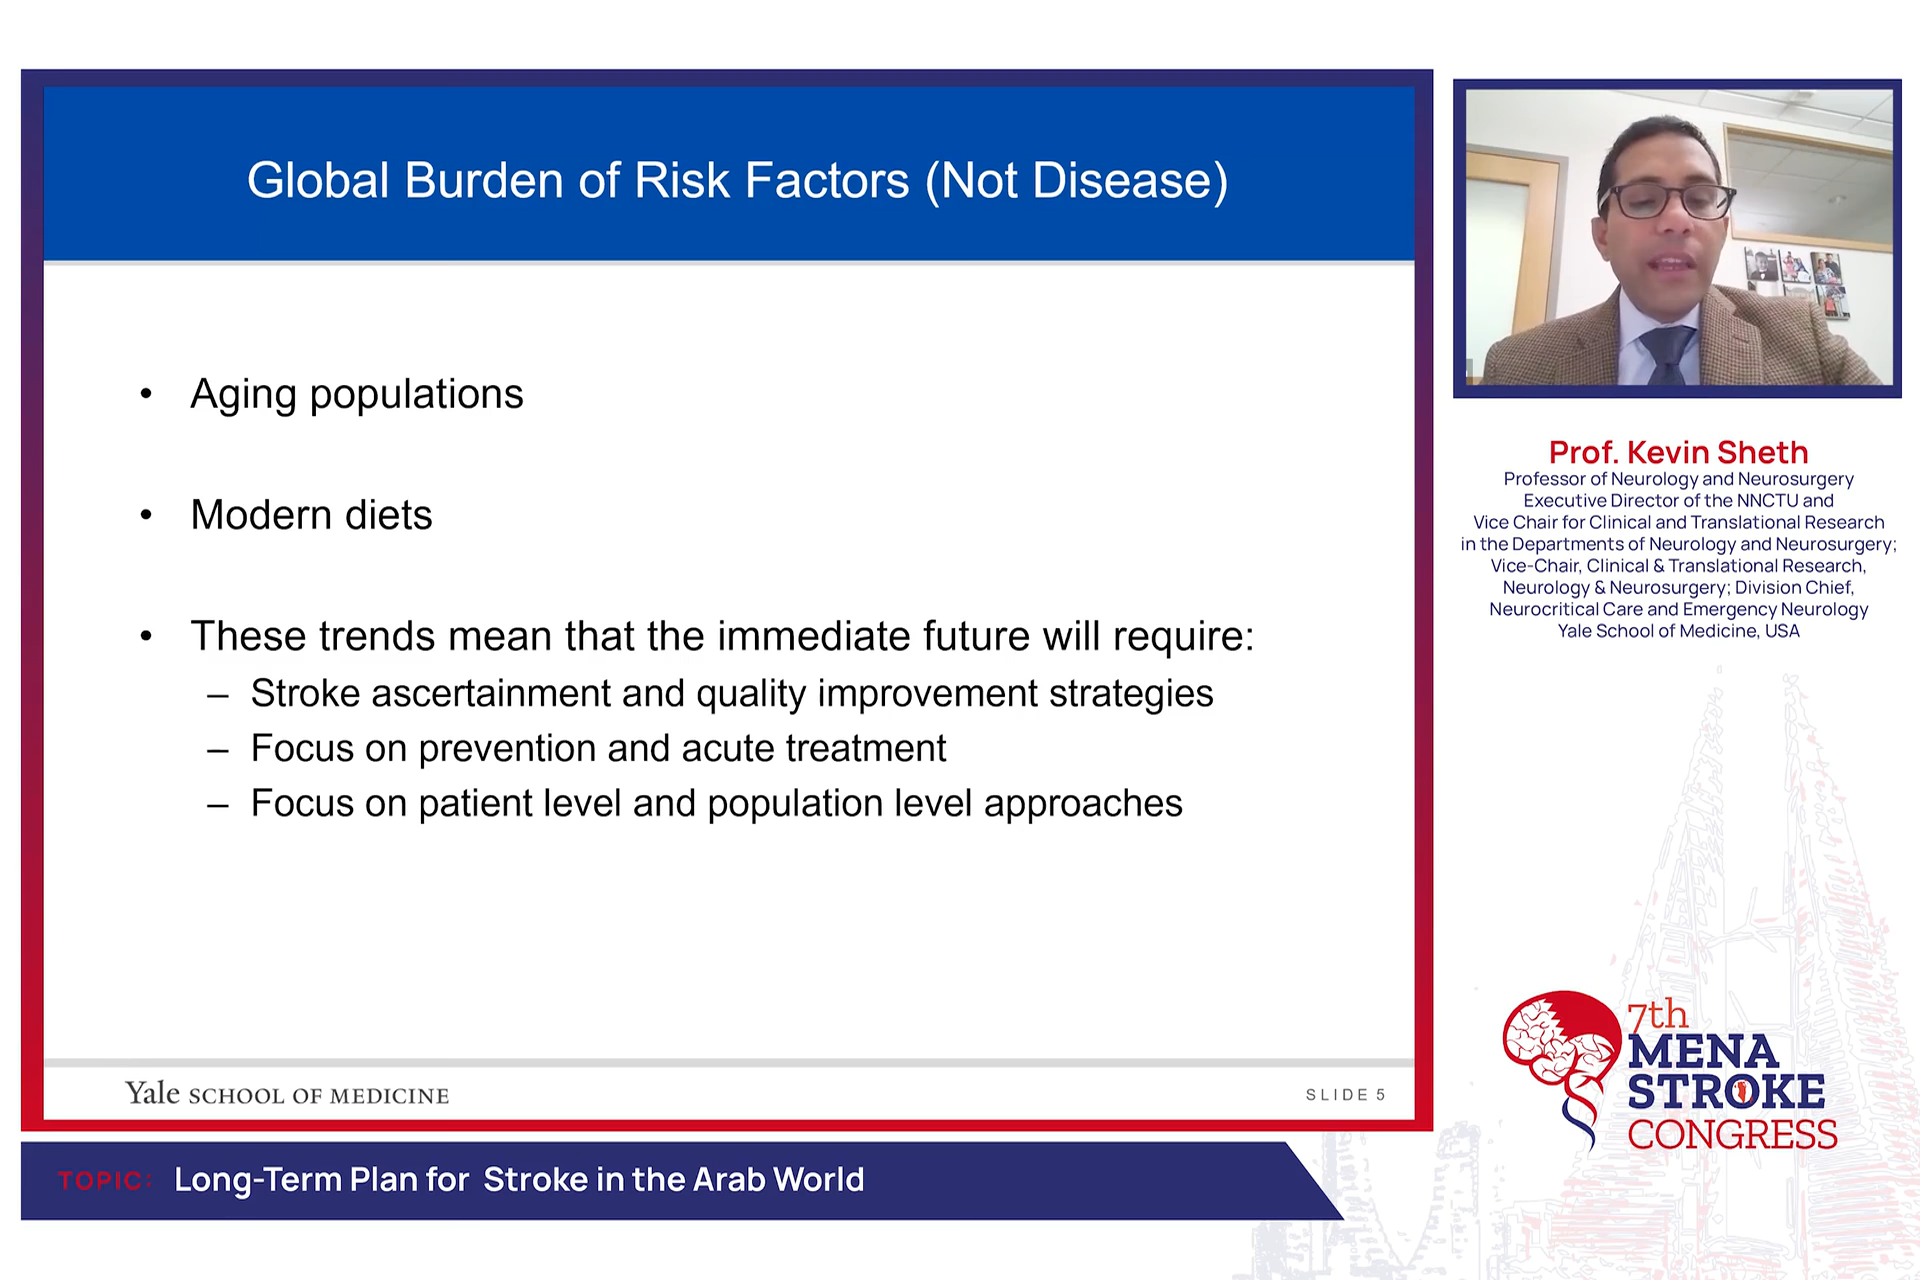 Global Burden of Risk Factors (Not Disease)
• Aging populations
• Modern diets
• These trends mean that the immediate future will require:
– Stroke ascertainment and quality improvement strategies
– Focus on prevention and acute treatment
– Focus on patient level and population level approaches
Yale SCHOOL OF MEDICINE
SLIDE 5
TOPIC: Long-Term Plan for Stroke in the Arab World
Prof. Kevin Sheth
Professor of Neurology and Neurosurgery
Executive Director of the NNCTU and
Vice Chair for Clinical and Translational Research
in the Departments of Neurology and Neurosurgery;
Vice-Chair, Clinical & Translational Research,
Neurology & Neurosurgery; Division Chief,
Neurocritical Care and Emergency Neurology
Yale School of Medicine, USA
7th
MENA
STROKE
CONGRESS